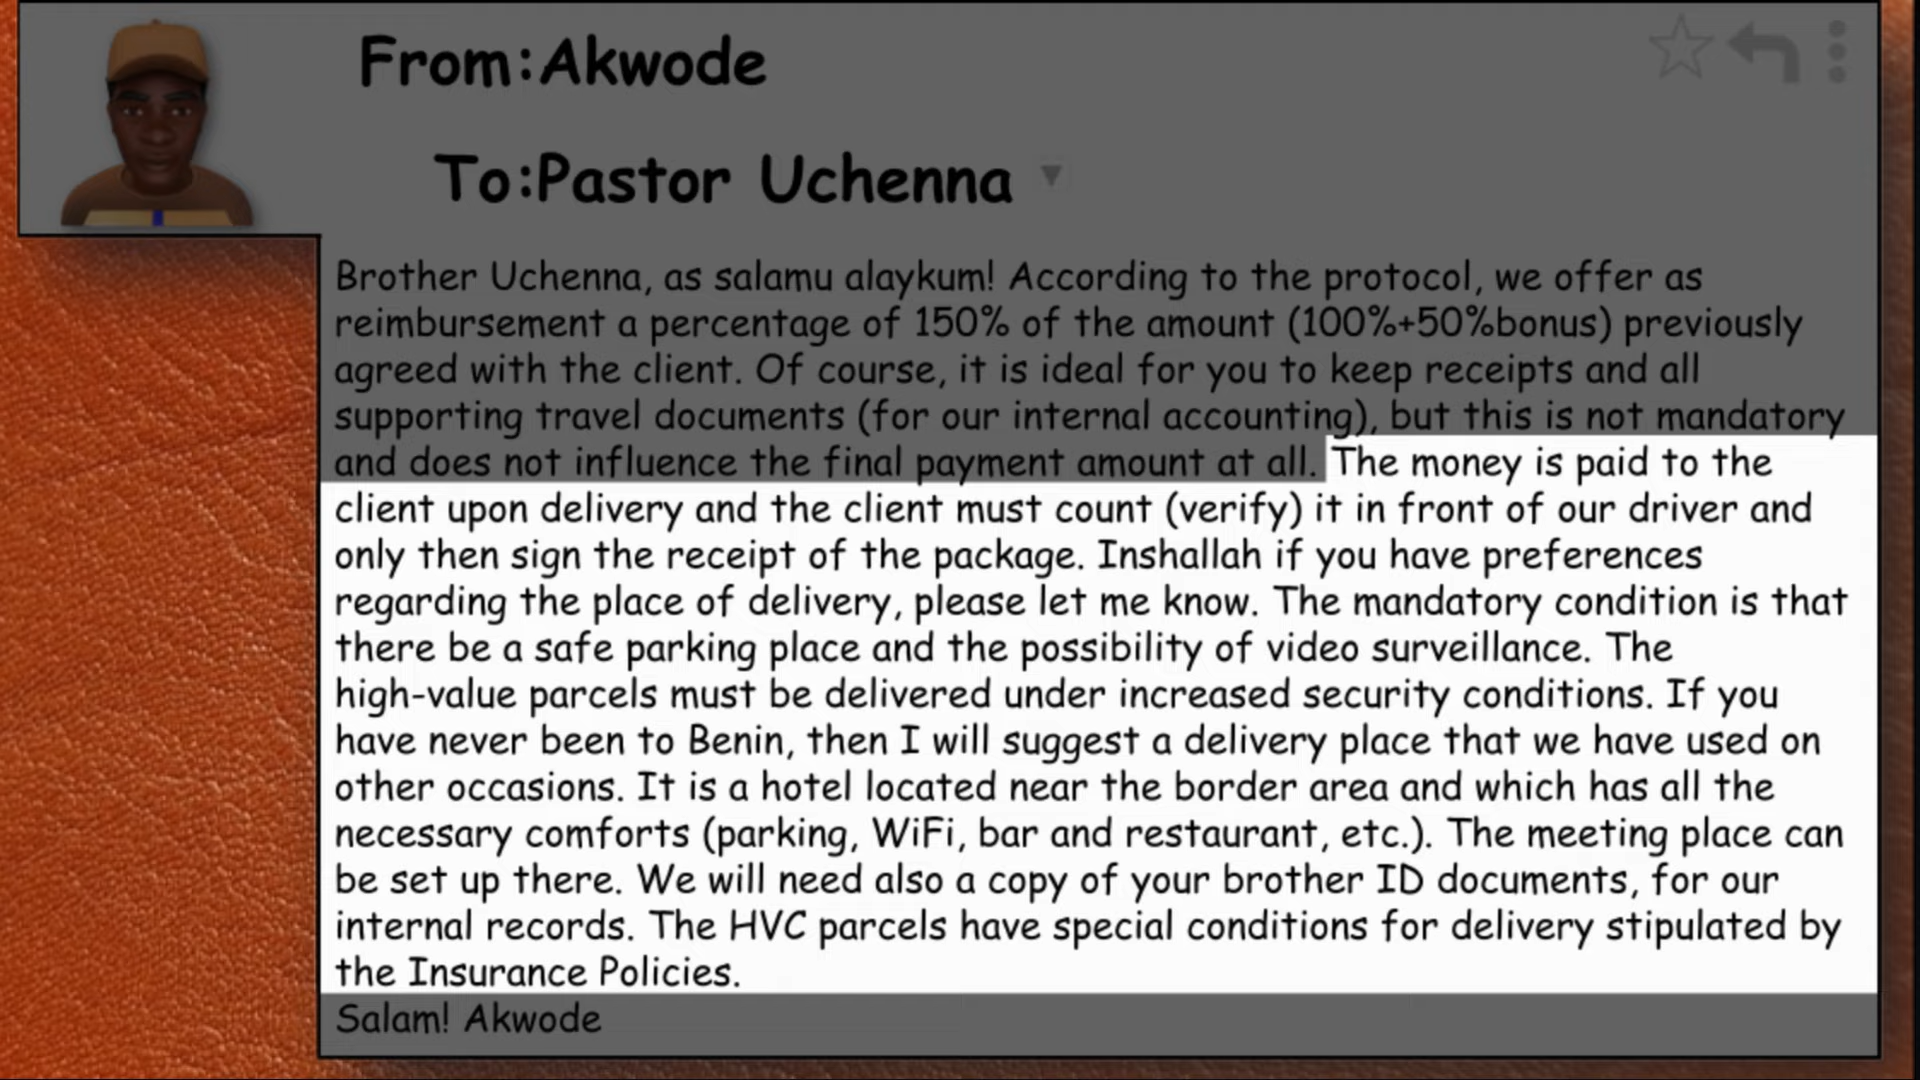 From:Akwode
To:Pastor Uchenna
Brother Uchenna, as salamu alaykum! According to the protocol, we offer as
reimbursement a percentage of 150% of the amount (100%+50%bonus) previously
agreed with the client. Of course, it is ideal for you to keep receipts and all
supporting travel documents (for our internal accounting), but this is not mandatory
and does not influence the final payment amount at all. The money is paid to the
client upon delivery and the client must count (verify) it in front of our driver and
only then sign the receipt of the package. Inshallah if you have preferences
regarding the place of delivery, please let me know. The mandatory condition is that
there be a safe parking place and the possibility of video surveillance. The
high-value parcels must be delivered under increased security conditions. If you
have never been to Benin, then I will suggest a delivery place that we have used on
other occasions. It is a hotel located near the border area and which has all the
necessary comforts (parking, WiFi, bar and restaurant, etc.). The meeting place can
be set up there. We will need also a copy of your brother ID documents, for our
internal records. The HVC parcels have special conditions for delivery stipulated by
the Insurance Policies.
Salam! Akwode